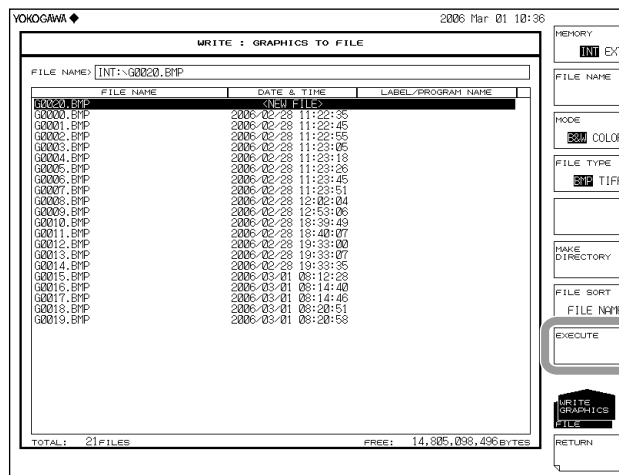 YOKOGAWA ◆ 2006 Mar 01 10:36
WRITE : GRAPHICS TO FILE
FILE NAME> INT:\G0020.BMP
FILE NAME DATE & TIME LABEL/PROGRAM NAME
G0020.BMP <NEW FILE>
G0000.BMP 2006/02/28 11:22:35
G0001.BMP 2006/02/28 11:22:45
G0002.BMP 2006/02/28 11:22:55
G0003.BMP 2006/02/28 11:23:05
G0004.BMP 2006/02/28 11:23:18
G0005.BMP 2006/02/28 11:23:26
G0006.BMP 2006/02/28 11:23:45
G0007.BMP 2006/02/28 11:23:51
G0008.BMP 2006/02/28 12:02:04
G0009.BMP 2006/02/28 12:53:06
G0010.BMP 2006/02/28 18:39:49
G0011.BMP 2006/02/28 18:40:07
G0012.BMP 2006/02/28 19:33:00
G0013.BMP 2006/02/28 19:33:07
G0014.BMP 2006/02/28 19:33:35
G0015.BMP 2006/03/01 08:12:28
G0016.BMP 2006/03/01 08:14:40
G0017.BMP 2006/03/01 08:14:46
G0018.BMP 2006/03/01 08:20:51
G0019.BMP 2006/03/01 08:20:58
TOTAL: 21FILES FREE: 14,805,098,496BYTES
MEMORY
INT EXT
FILE NAME
MODE
B&W COLOR
FILE TYPE
BMP TIFF
MAKE
DIRECTORY
FILE SORT
FILE NAME
EXECUTE
WRITE
GRAPHICS
FILE
RETURN